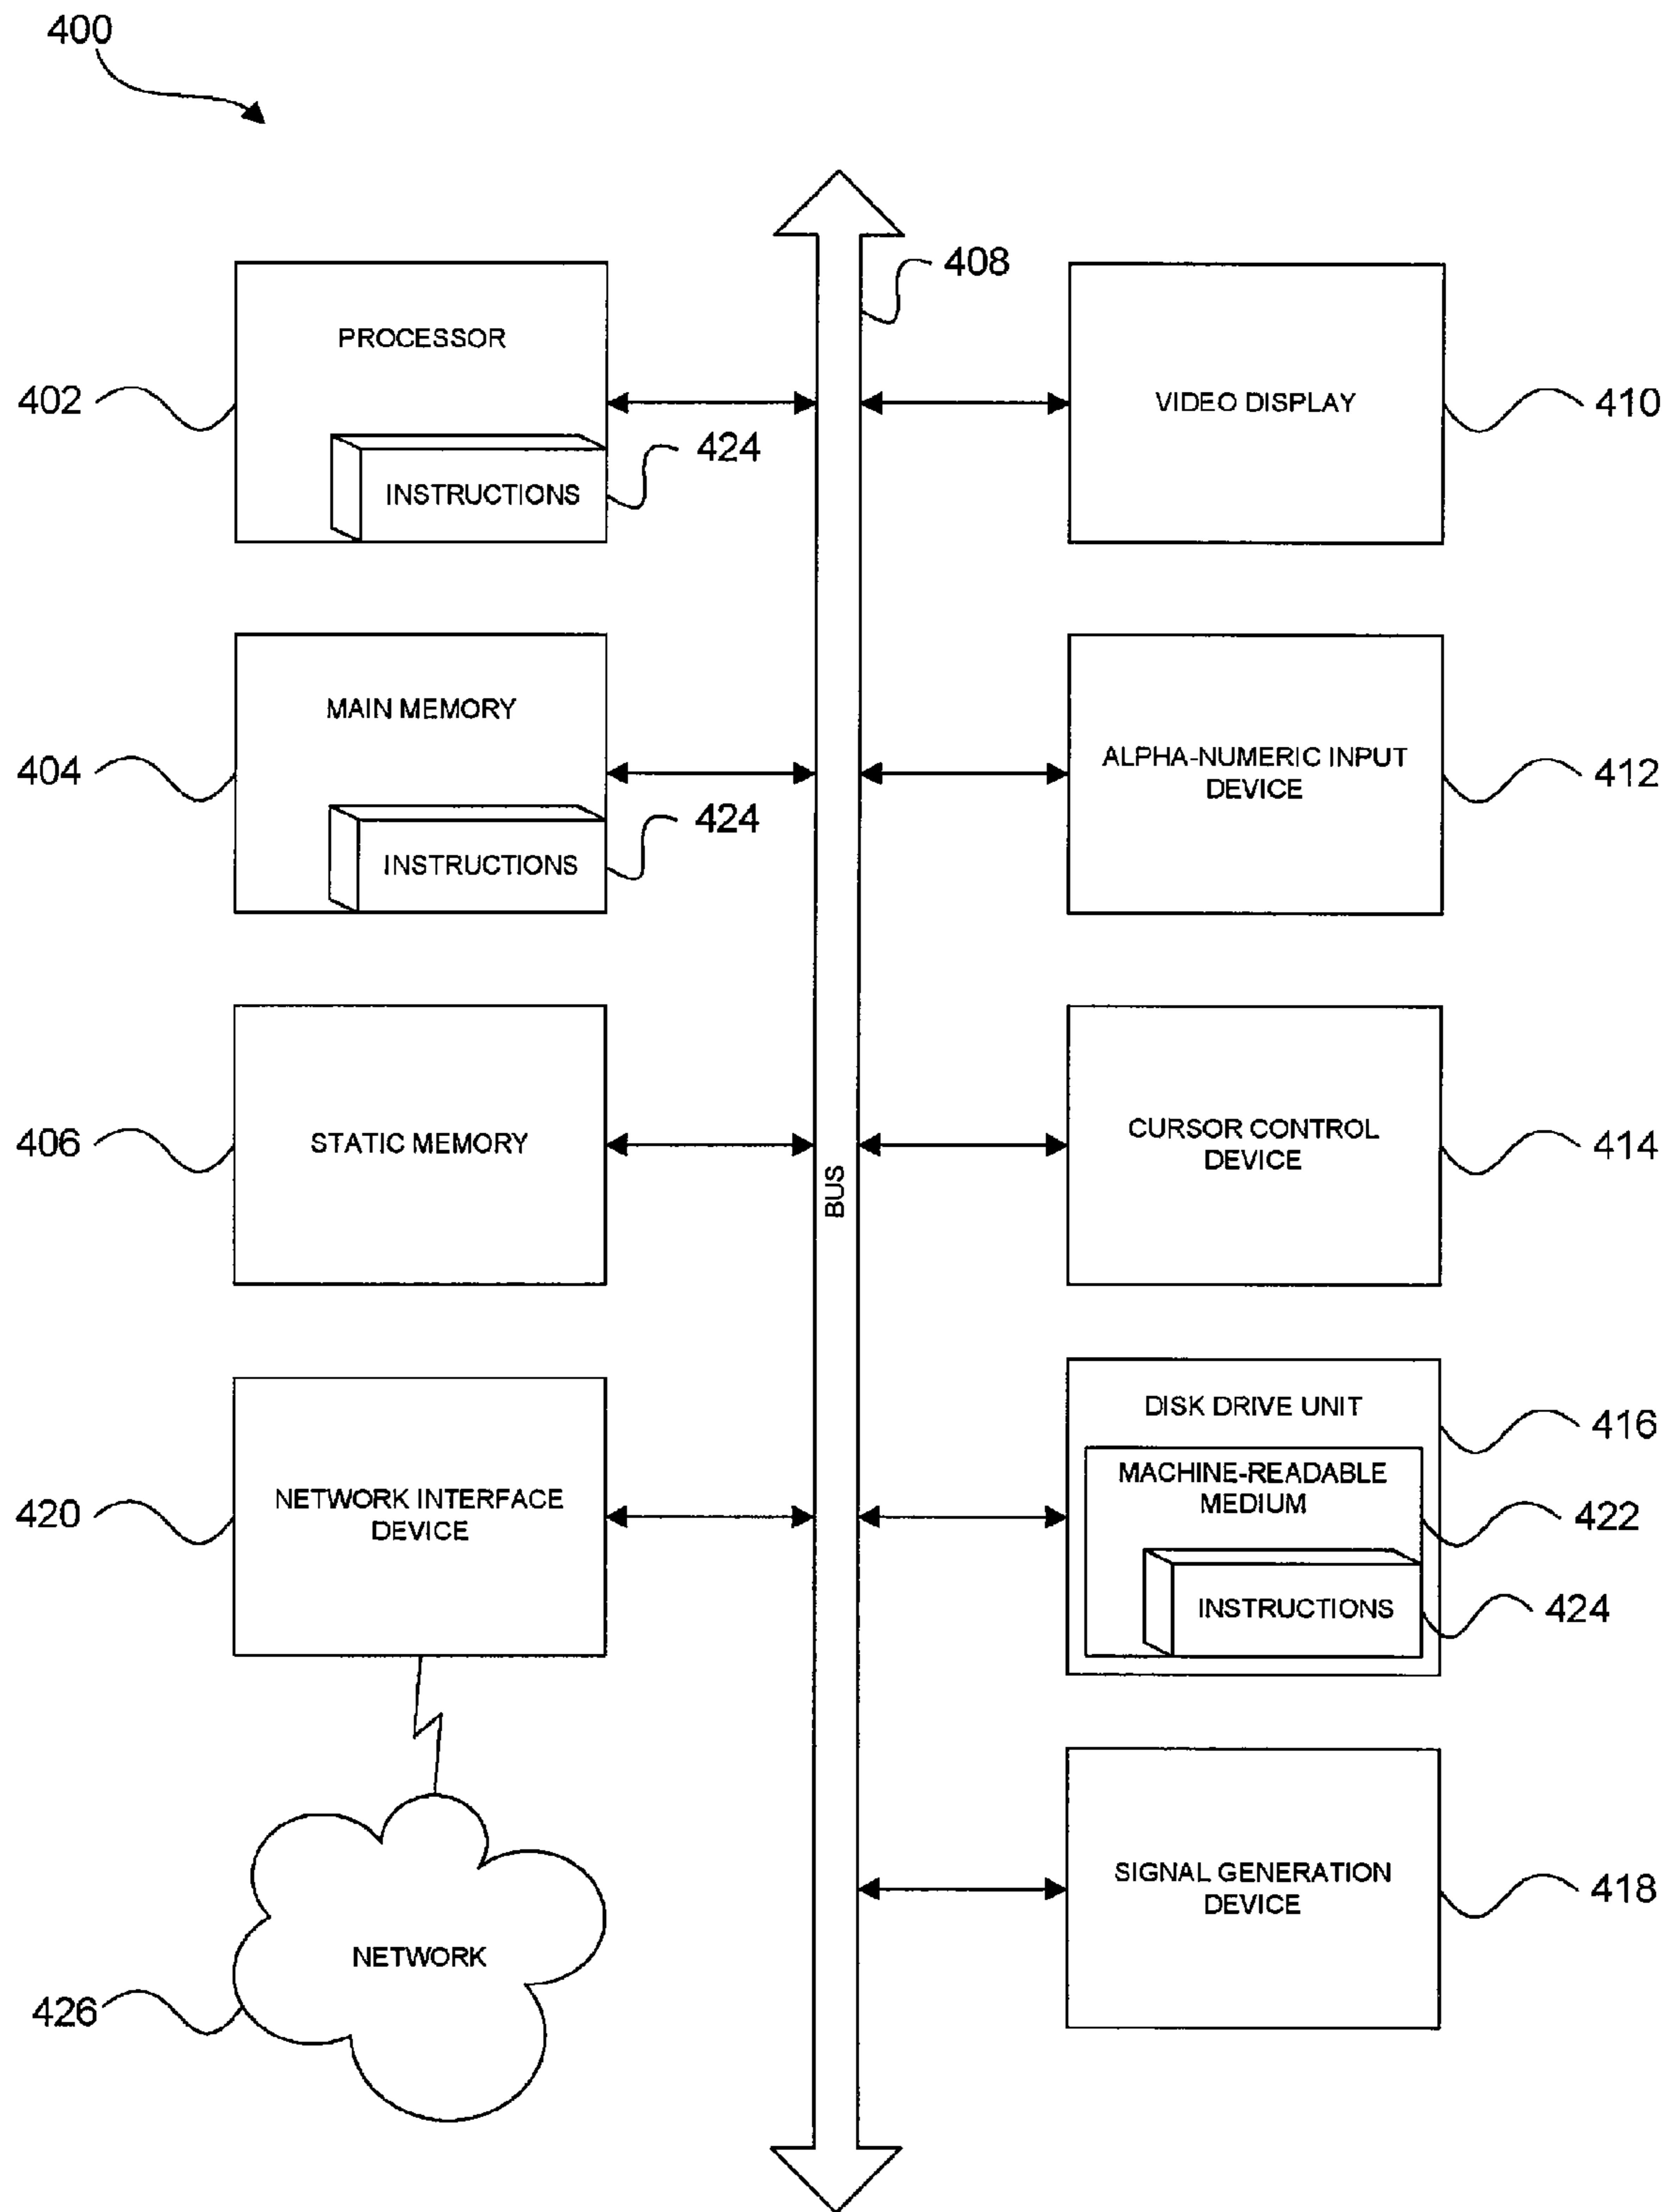 400
408
PROCESSOR
402
424
INSTRUCTIONS
VIDEO DISPLAY
410
MAIN MEMORY
404
424
INSTRUCTIONS
ALPHA-NUMERIC INPUT
DEVICE
412
406
STATIC MEMORY
BUS
CURSOR CONTROL
DEVICE
414
420
NETWORK INTERFACE
DEVICE
DISK DRIVE UNIT
416
MACHINE-READABLE
MEDIUM
422
INSTRUCTIONS
424
NETWORK
426
SIGNAL GENERATION
DEVICE
418